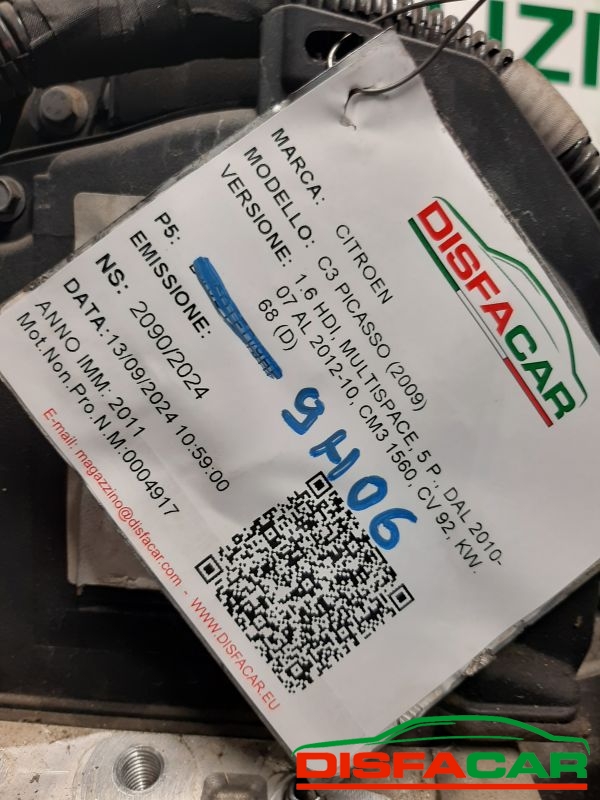 IZI
DISFACAR
MARCA: CITROEN
MODELLO: C3 PICASSO (2009)
VERSIONE: 1.6 HDI, MULTISPACE, 5 P., DAL 2010-
07 AL 2012-10, CM3 1560, CV 92, KW.
68 (D)
P5:
EMISSIONE:
9H06
NS: 2090/2024
DATA:13/09/2024 10:59:00
ANNO IMM: 2011
Mot.Non.Pro.N.M:0004917
E-mail: magazzino@disfacar.com - WWW.DISFACAR.EU
DISFACAR